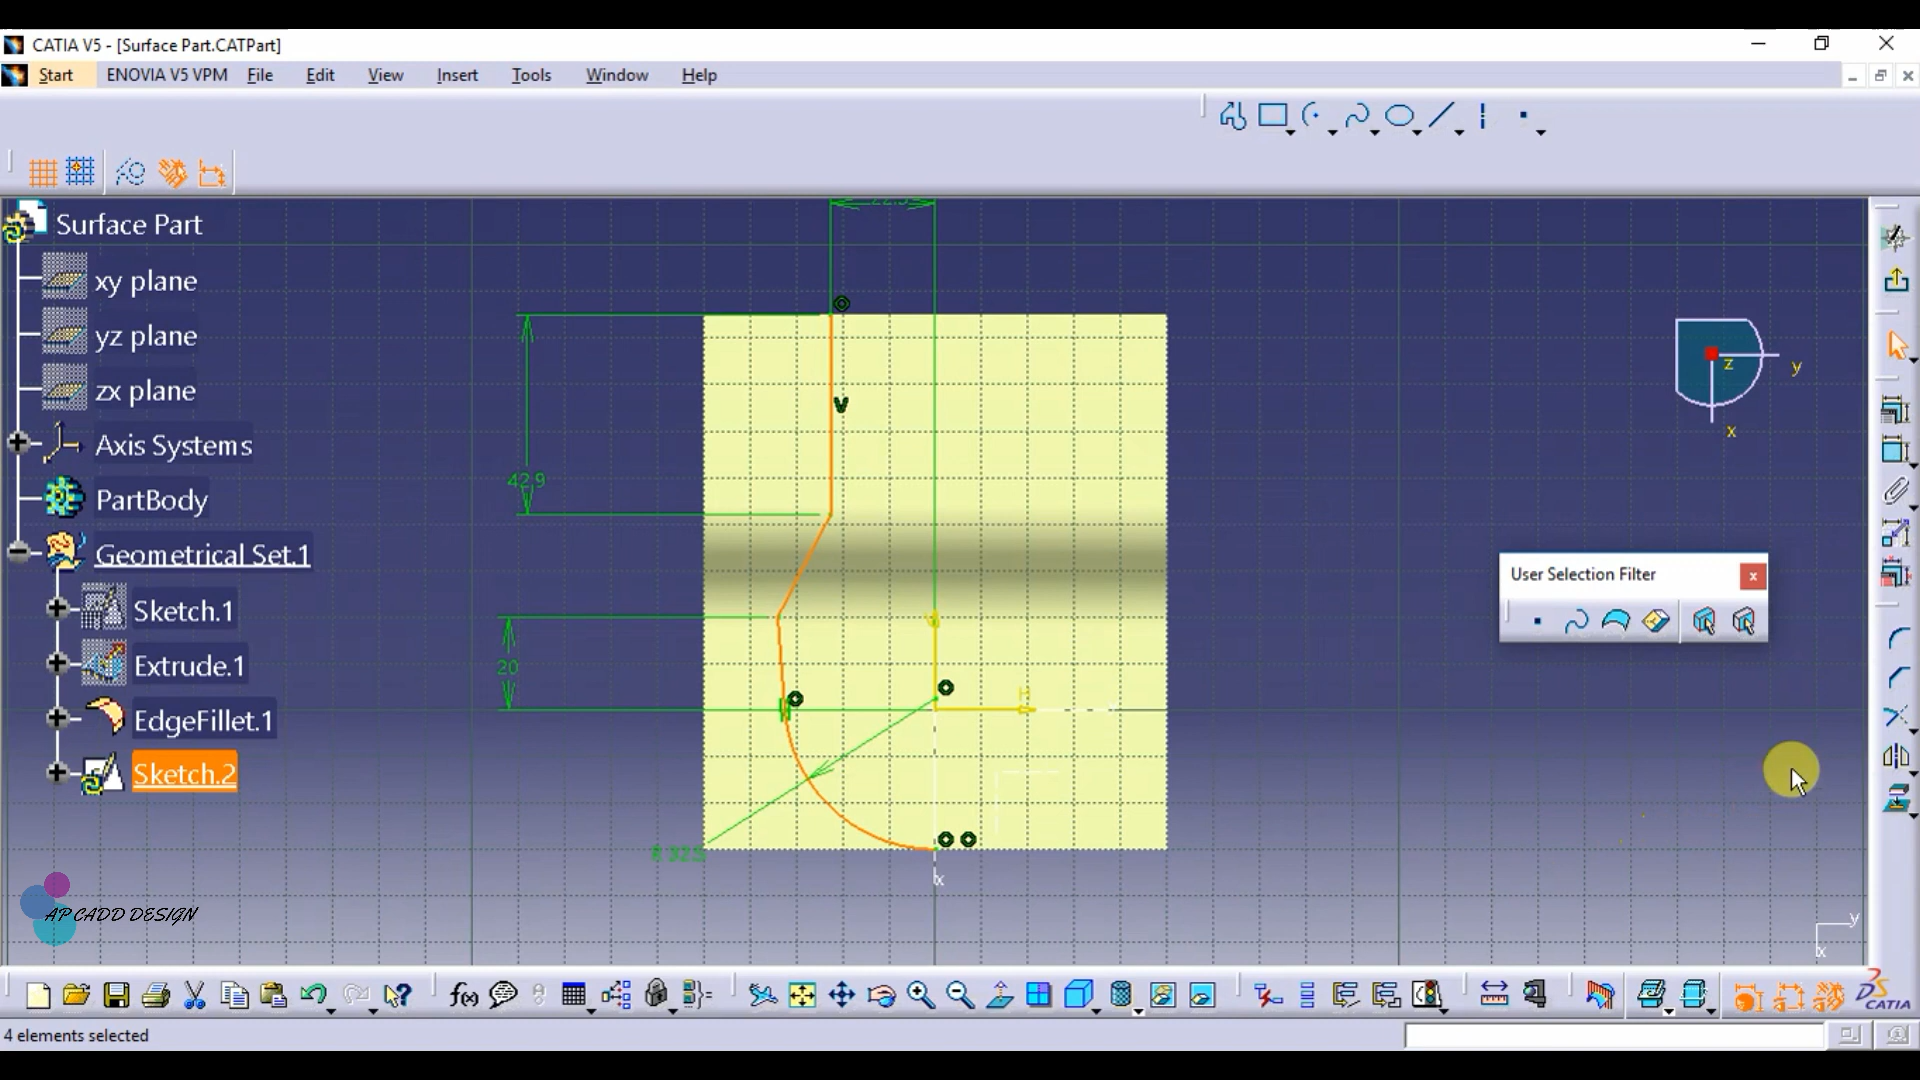 CATIA V5 - [Surface Part.CATPart]
Start ENOVIA V5 VPM File Edit View Insert Tools Window Help
Surface Part
xy plane
yz plane
zx plane
Axis Systems
PartBody
Geometrical Set.1
Sketch.1
Extrude.1
EdgeFillet.1
Sketch.2
42.9
20
V
H
x
z
y
x
User Selection Filter
AP CADD DESIGN
y
x
f(x)
CATIA
4 elements selected